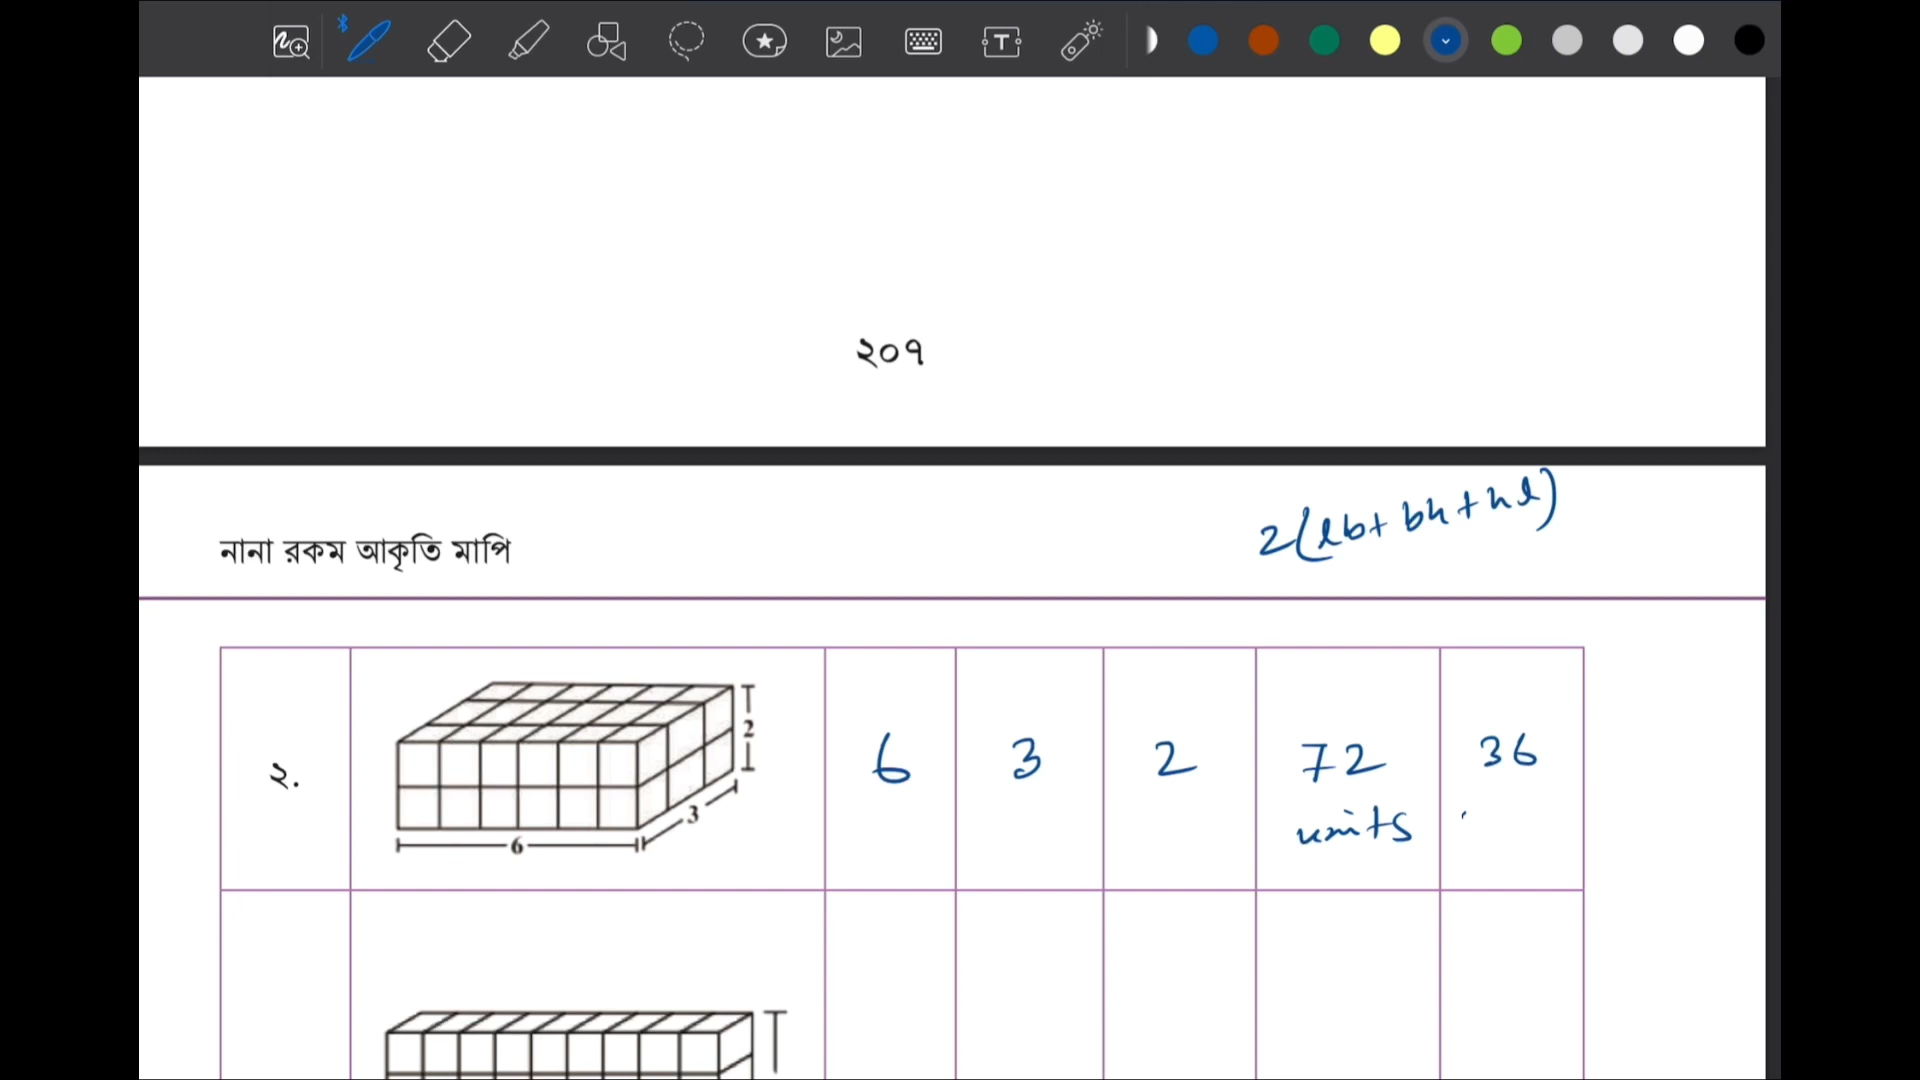 ২০৭
2(lb+bh+hl)
নানা রকম আকৃতি মাপি
২.
2
3
6
6 3 2 72 units 36